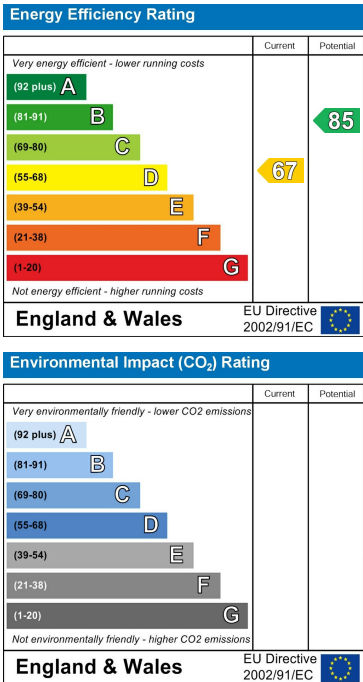 Energy Efficiency Rating
Current Potential
Very energy efficient - lower running costs
(92 plus) A
(81-91) B
85
(69-80) C
(55-68) D
67
(39-54) E
(21-38) F
(1-20) G
Not energy efficient - higher running costs
England & Wales
EU Directive
2002/91/EC
Environmental Impact (CO₂) Rating
Current Potential
Very environmentally friendly - lower CO2 emissions
(92 plus) A
(81-91) B
(69-80) C
(55-68) D
(39-54) E
(21-38) F
(1-20) G
Not environmentally friendly - higher CO2 emissions
England & Wales
EU Directive
2002/91/EC